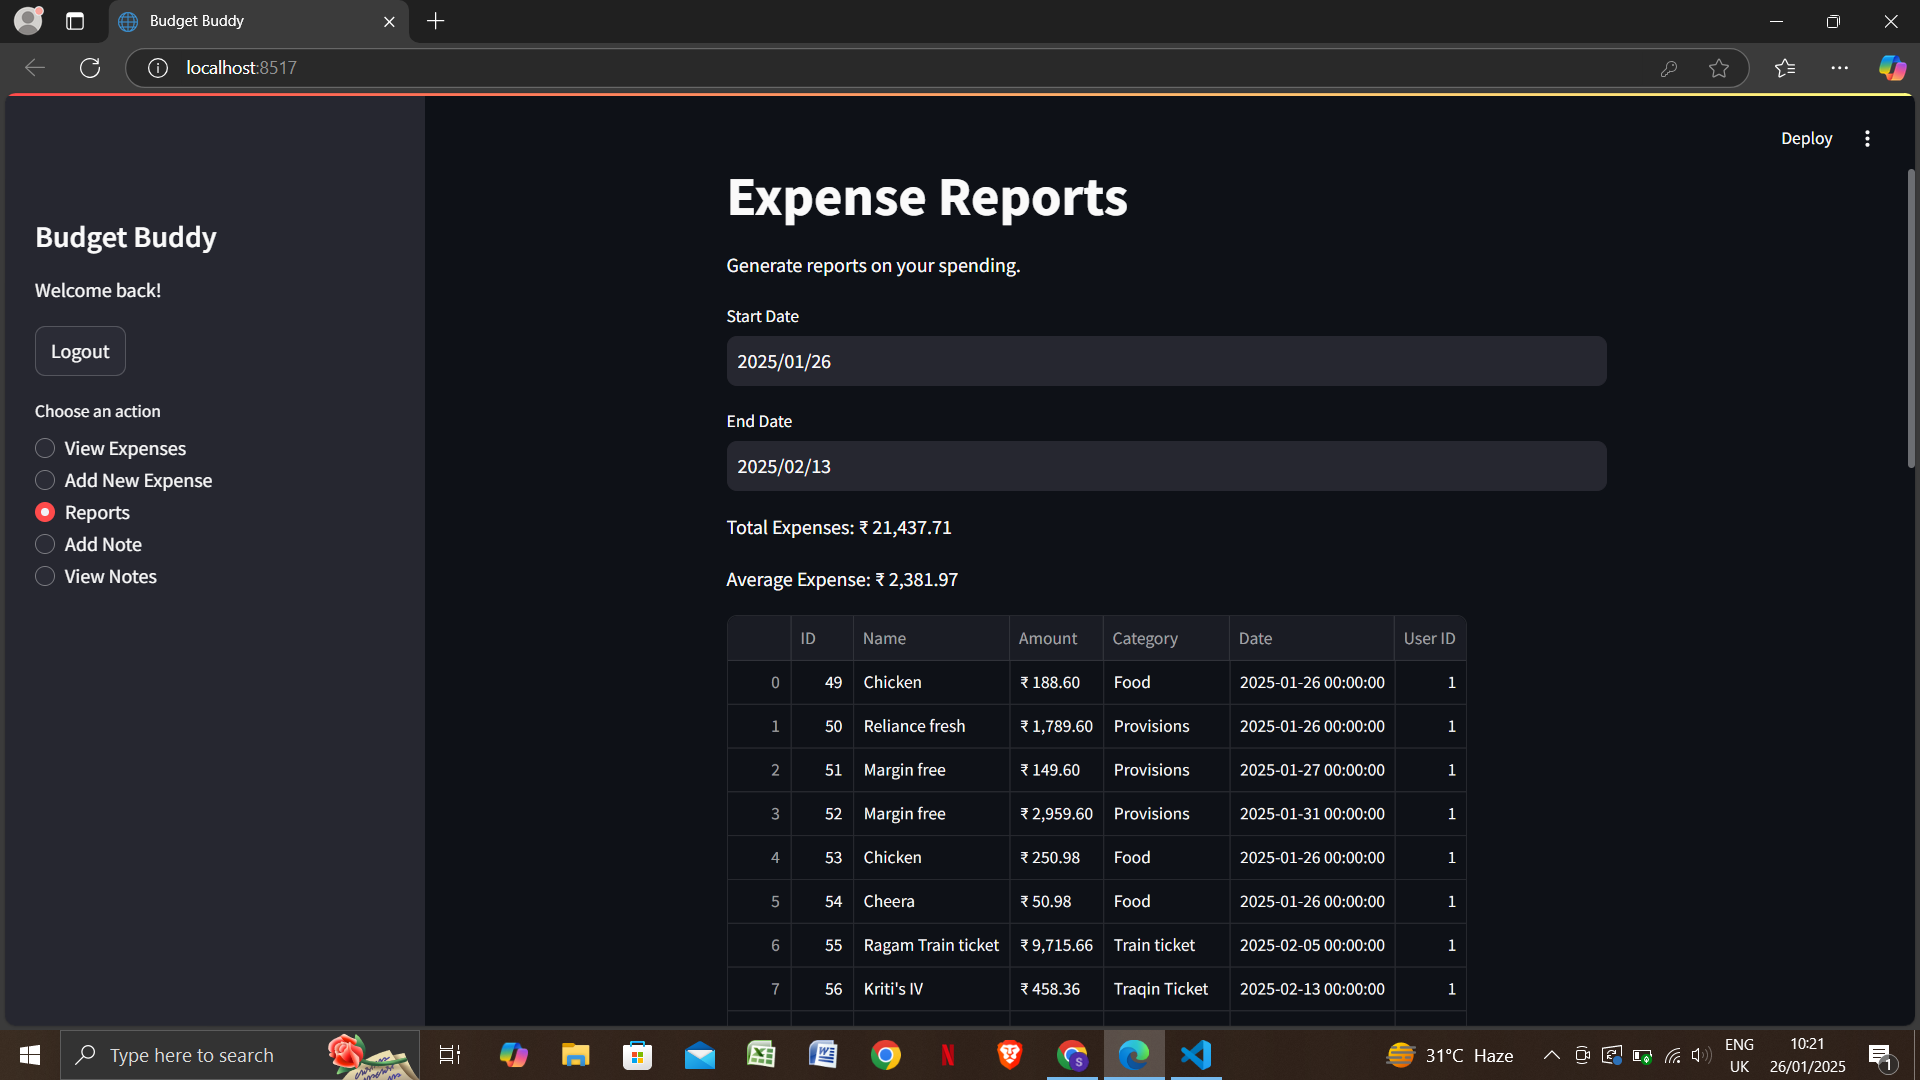 Budget Buddy
localhost:8517
Deploy
Budget Buddy
Welcome back!
Logout
Choose an action
View Expenses
Add New Expense
Reports
Add Note
View Notes
Expense Reports
Generate reports on your spending.
Start Date
2025/01/26
End Date
2025/02/13
Total Expenses: ₹ 21,437.71
Average Expense: ₹ 2,381.97
ID Name Amount Category Date User ID
0 49 Chicken ₹ 188.60 Food 2025-01-26 00:00:00 1
1 50 Reliance fresh ₹ 1,789.60 Provisions 2025-01-26 00:00:00 1
2 51 Margin free ₹ 149.60 Provisions 2025-01-27 00:00:00 1
3 52 Margin free ₹ 2,959.60 Provisions 2025-01-31 00:00:00 1
4 53 Chicken ₹ 250.98 Food 2025-01-26 00:00:00 1
5 54 Cheera ₹ 50.98 Food 2025-01-26 00:00:00 1
6 55 Ragam Train ticket ₹ 9,715.66 Train ticket 2025-02-05 00:00:00 1
7 56 Kriti's IV ₹ 458.36 Traqin Ticket 2025-02-13 00:00:00 1
Type here to search
31°C Haze
ENG
UK
10:21
26/01/2025
1